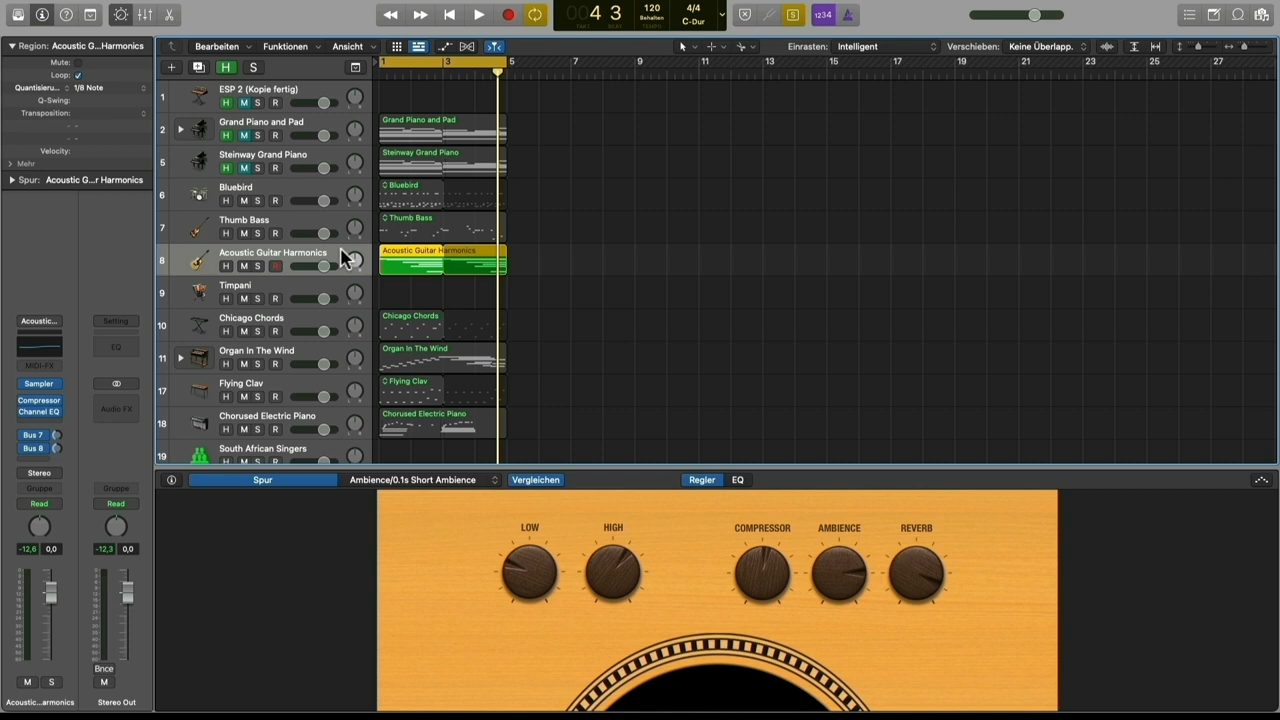 004 3
TAKT BEAT
120
Behalten
TEMPO
4/4
C-Dur
1234
Region: Acoustic G...Harmonics
Bearbeiten Funktionen Ansicht
Einrasten: Intelligent
Verschieben: Keine Überlapp.
Mute:
Loop:
Quantisieru... 1/8 Note
Q-Swing:
Transposition:
Velocity:
Mehr
Spur: Acoustic G...r Harmonics
H S
1 3 5 7 9 11 13 15 17 19 21 23 25 27
1 ESP 2 (Kopie fertig)
H M S R
2 Grand Piano and Pad
H M S R
Grand Piano and Pad
5 Steinway Grand Piano
H M S R
Steinway Grand Piano
6 Bluebird
H M S R
Bluebird
7 Thumb Bass
H M S R
Thumb Bass
8 Acoustic Guitar Harmonics
H M S R
Acoustic Guitar Harmonics
9 Timpani
H M S R
10 Chicago Chords
H M S R
Chicago Chords
11 Organ In The Wind
H M S R
Organ In The Wind
17 Flying Clav
H M S R
Flying Clav
18 Chorused Electric Piano
H M S R
Chorused Electric Piano
19 South African Singers
Acoustic... Setting
EQ
MIDI-FX
Sampler
Compressor
Channel EQ
Audio FX
Bus 7
Bus 8
Stereo
Gruppe Gruppe
Read Read
-12,6 0,0 -12,3 0,0
Bnce
M S M
Acoustic...armonics Stereo Out
Spur Ambience/0.1s Short Ambience Vergleichen Regler EQ
LOW HIGH COMPRESSOR AMBIENCE REVERB